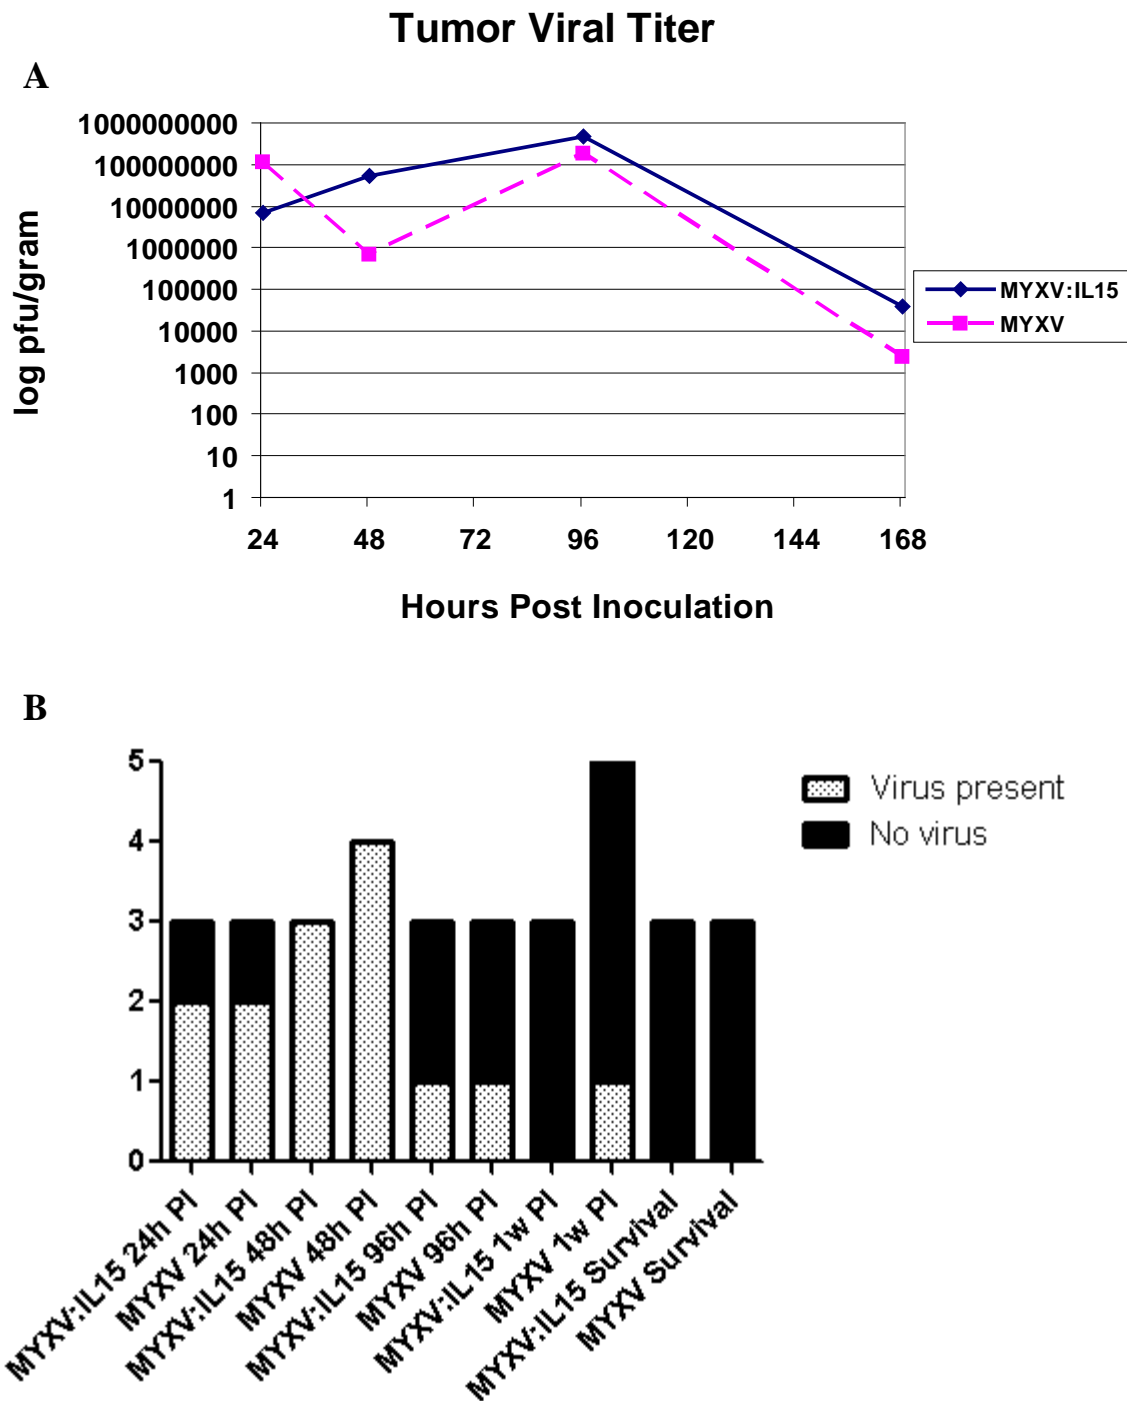 Tumor Viral Titer
A
1000000000
100000000
10000000
1000000
100000
10000
1000
100
10
1
log pfu/gram
24 48 72 96 120 144 168
Hours Post Inoculation
MYXV:IL15
MYXV
B
5
4
3
2
1
0
Virus present
No virus
MYXV:IL15 24h PI
MYXV 24h PI
MYXV:IL15 48h PI
MYXV 48h PI
MYXV:IL15 96h PI
MYXV 96h PI
MYXV:IL15 1w PI
MYXV 1w PI
MYXV:IL15 Survival
MYXV Survival